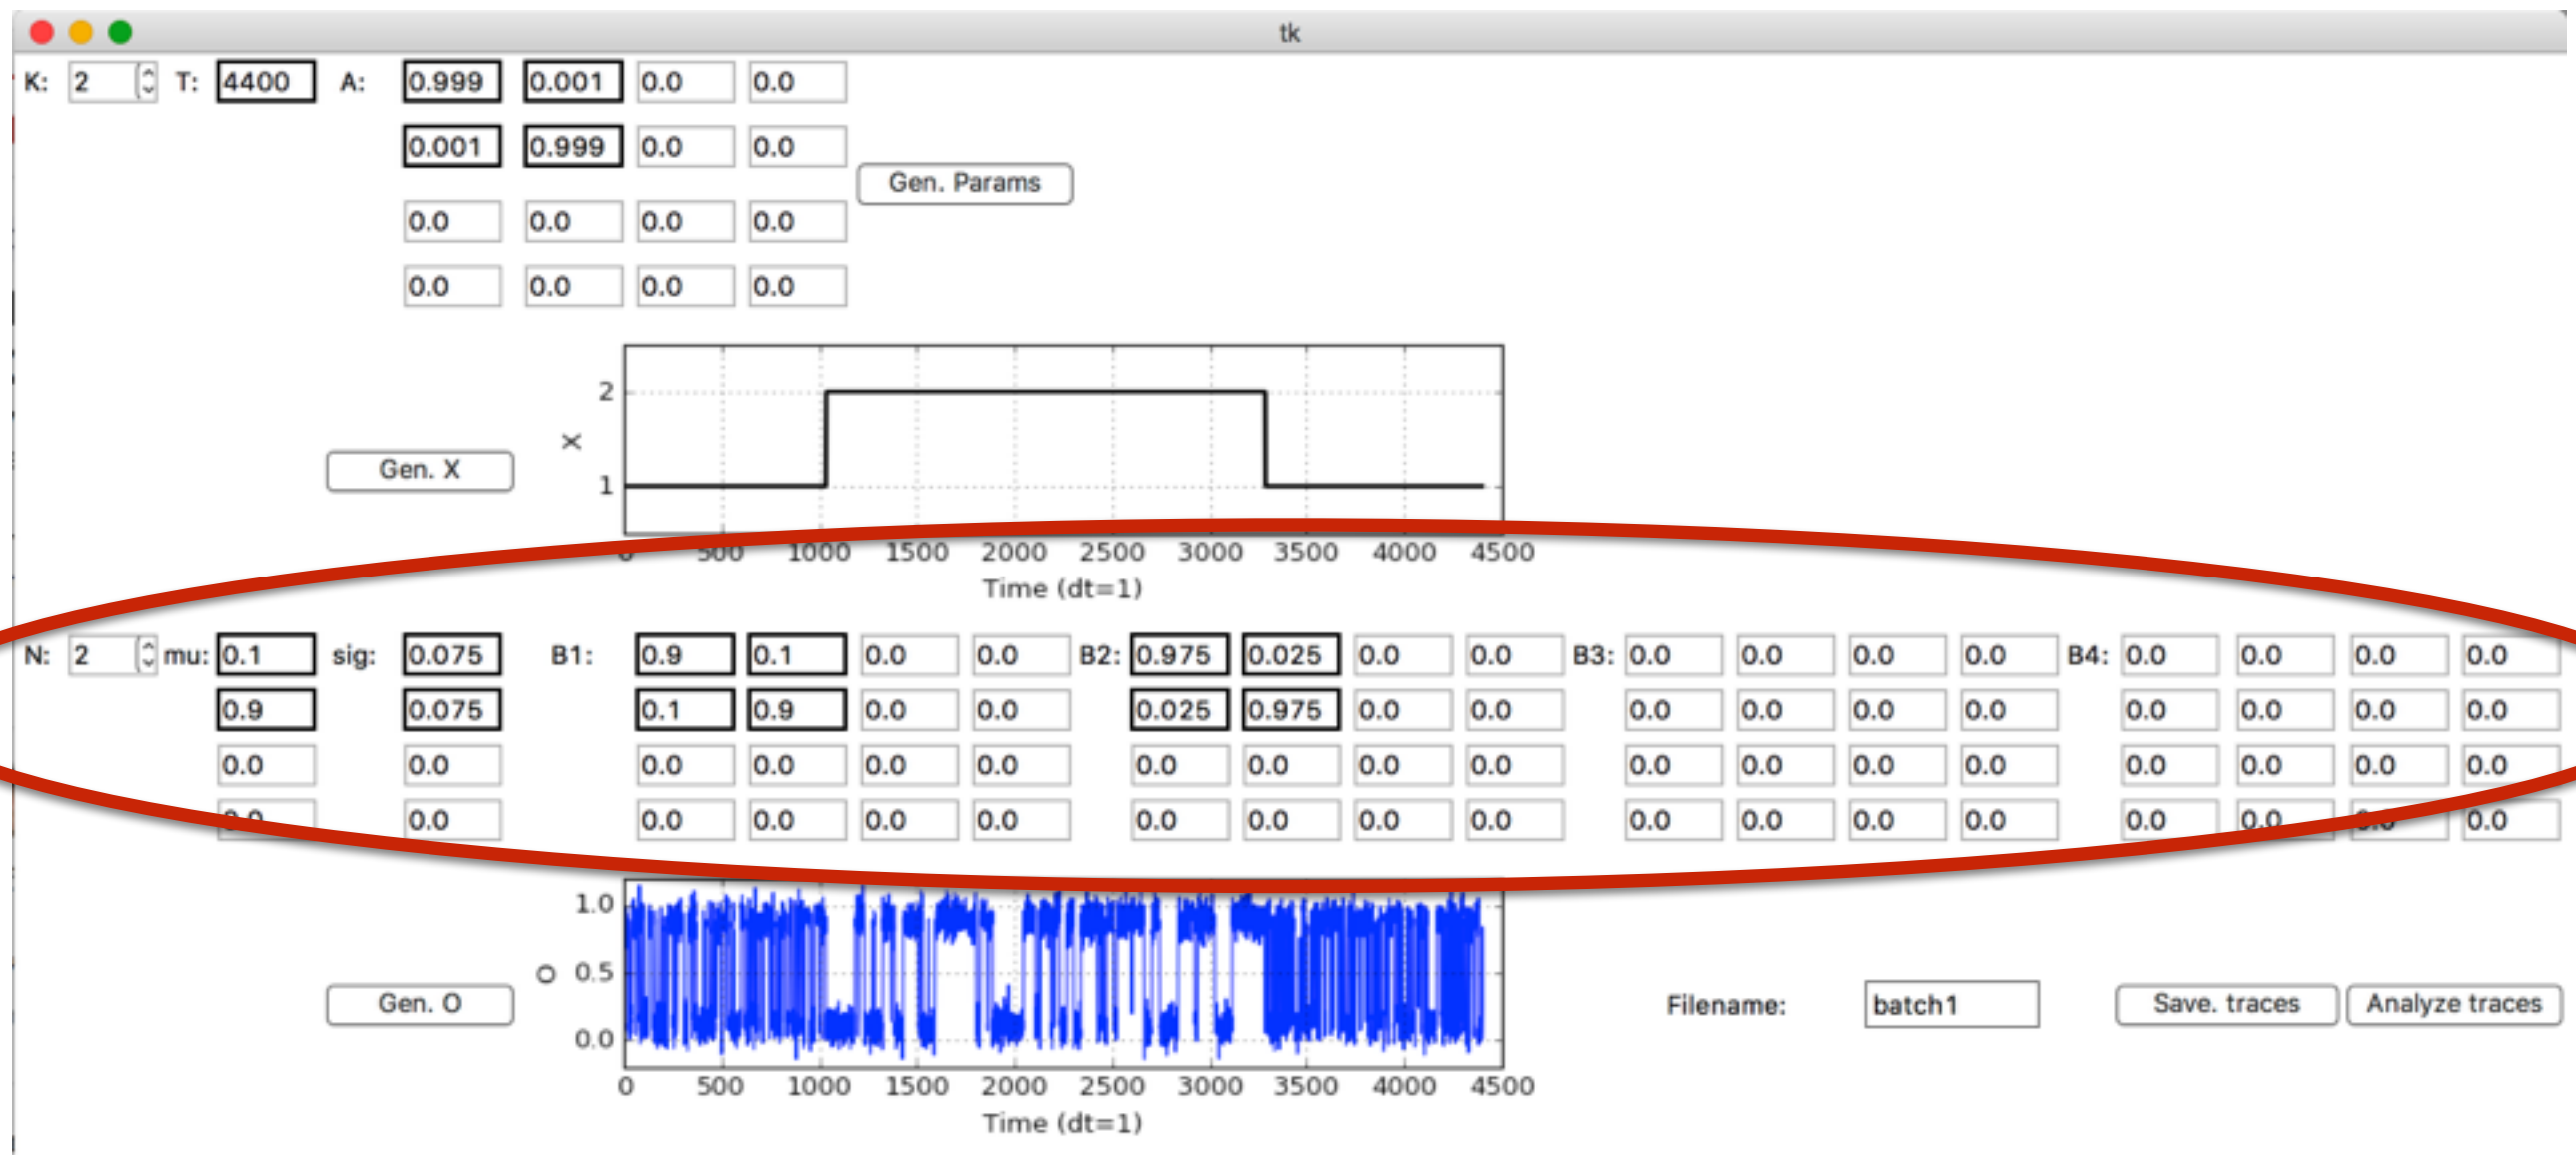 tk
K: 2 T: 4400 A: 0.999 0.001 0.0 0.0
0.001 0.999 0.0 0.0
Gen. Params
0.0 0.0 0.0 0.0
0.0 0.0 0.0 0.0
2
X
Gen. X
1
0 500 1000 1500 2000 2500 3000 3500 4000 4500
Time (dt=1)
N: 2 mu: 0.1 sig: 0.075 B1: 0.9 0.1 0.0 0.0 B2: 0.975 0.025 0.0 0.0 B3: 0.0 0.0 0.0 0.0 B4: 0.0 0.0 0.0 0.0
0.9 0.075 0.1 0.9 0.0 0.0 0.025 0.975 0.0 0.0 0.0 0.0 0.0 0.0 0.0 0.0 0.0 0.0
0.0 0.0 0.0 0.0 0.0 0.0 0.0 0.0 0.0 0.0 0.0 0.0 0.0 0.0 0.0 0.0 0.0 0.0
0.0 0.0 0.0 0.0 0.0 0.0 0.0 0.0 0.0 0.0 0.0 0.0 0.0 0.0 0.0 0.0 0.0 0.0
1.0
O 0.5
Gen. O
0.0
Filename: batch1 Save. traces Analyze traces
0 500 1000 1500 2000 2500 3000 3500 4000 4500
Time (dt=1)